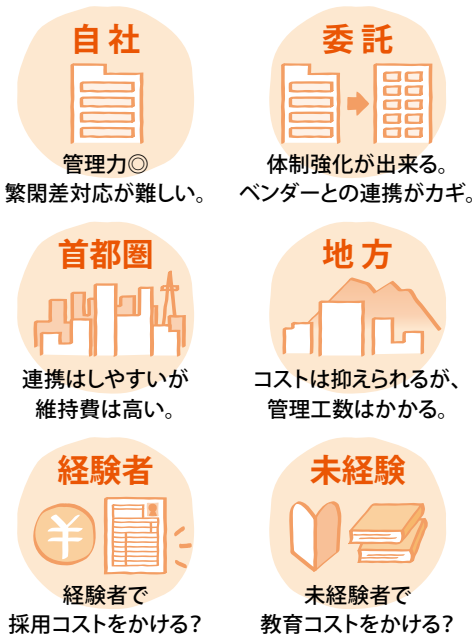 自社
管理力◎
繁閑差対応が難しい。
委託
体制強化が出来る。
ベンダーとの連携がカギ。
首都圏
連携はしやすいが
維持費は高い。
地方
コストは抑えられるが、
管理工数はかかる。
経験者
¥
経験者で
採用コストをかける？
未経験
未経験者で
教育コストをかける？